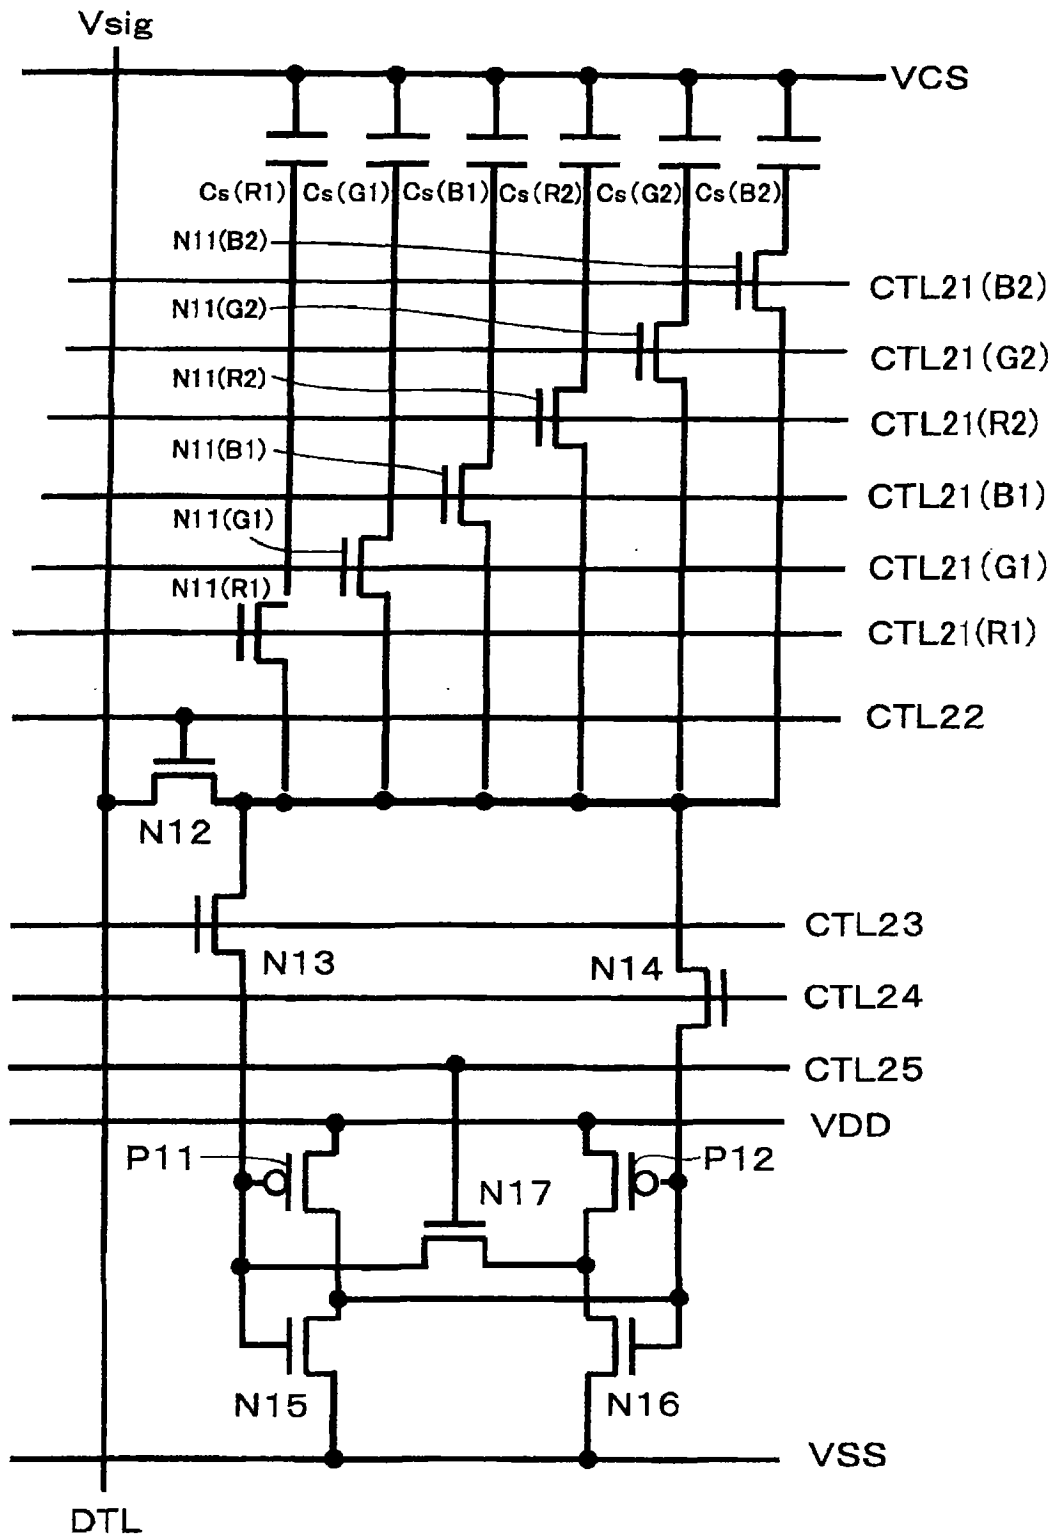 Vsig
VCS
Cs(R1) Cs(G1) Cs(B1) Cs(R2) Cs(G2) Cs(B2)
N11(B2)
CTL21(B2)
N11(G2)
CTL21(G2)
N11(R2)
CTL21(R2)
N11(B1)
CTL21(B1)
N11(G1)
CTL21(G1)
N11(R1)
CTL21(R1)
CTL22
N12
CTL23
N13
N14
CTL24
CTL25
VDD
P11
P12
N17
N15
N16
VSS
DTL